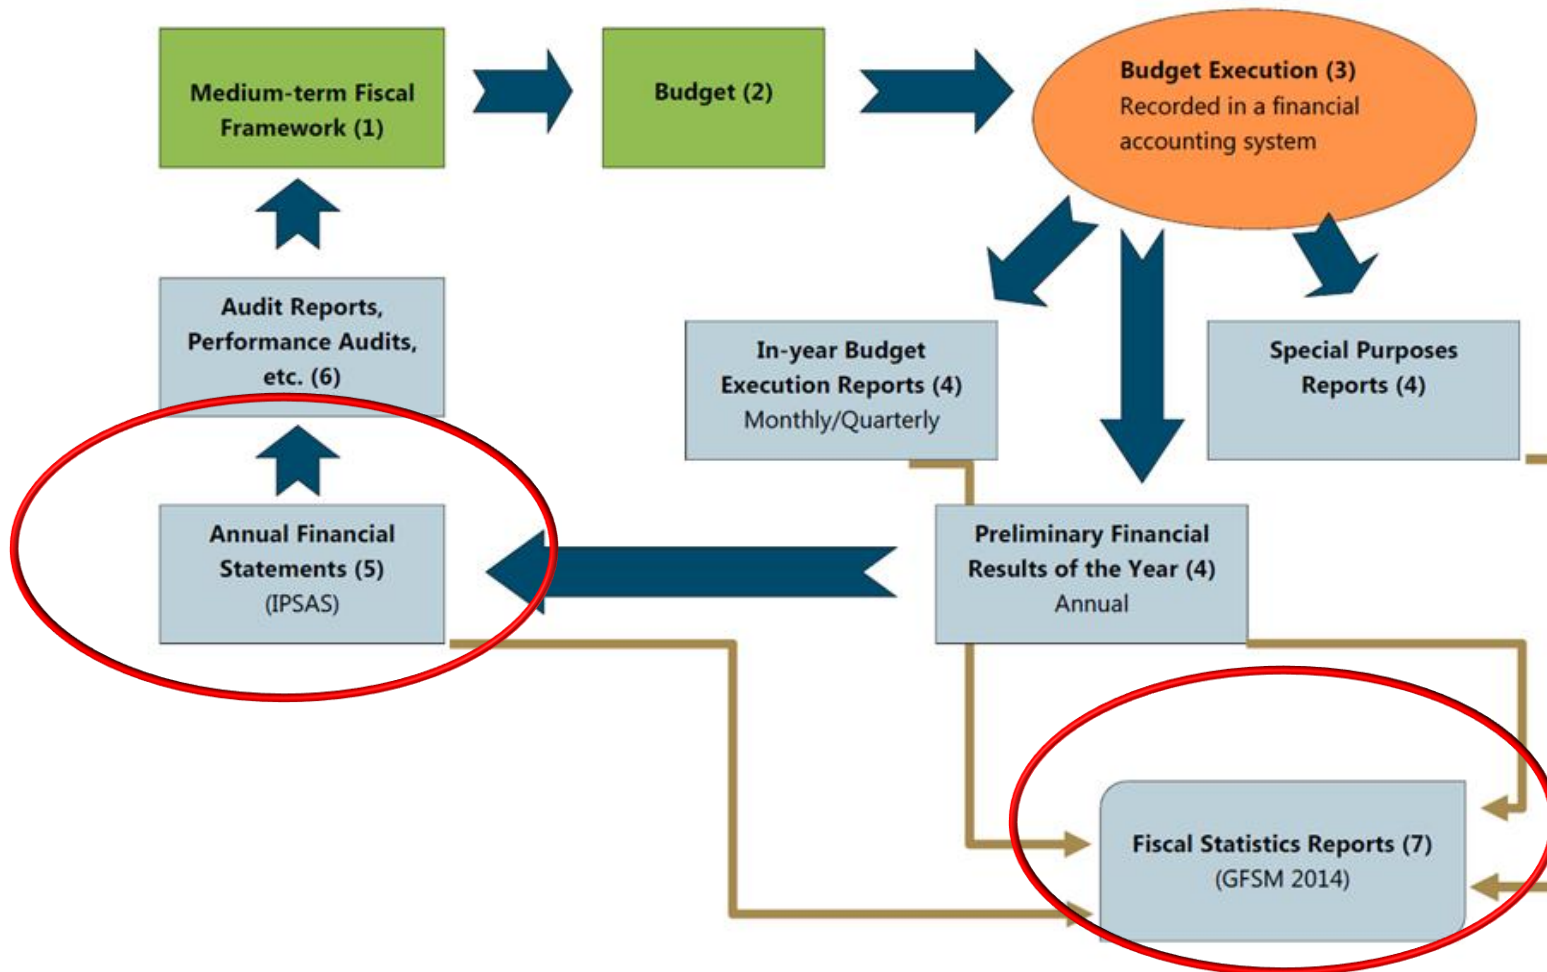 Medium-term Fiscal
Framework (1)
Budget (2)
Budget Execution (3)
Recorded in a financial
accounting system
Audit Reports,
Performance Audits,
etc. (6)
In-year Budget
Execution Reports (4)
Monthly/Quarterly
Special Purposes
Reports (4)
Annual Financial
Statements (5)
(IPSAS)
Preliminary Financial
Results of the Year (4)
Annual
Fiscal Statistics Reports (7)
(GFSM 2014)